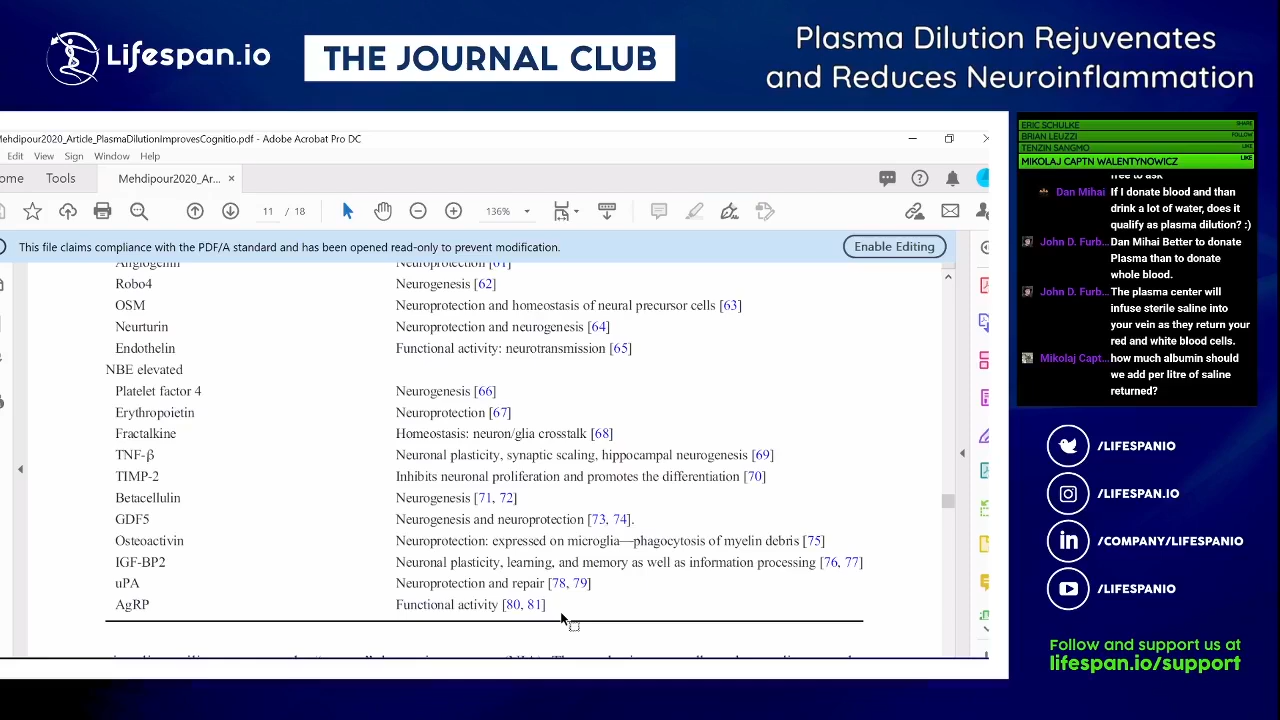 Lifespan.io
THE JOURNAL CLUB
Plasma Dilution Rejuvenates
and Reduces Neuroinflammation
Mehdipour2020_Article_PlasmaDilutionImprovesCognitio.pdf - Adobe Acrobat Pro DC
Edit View Sign Window Help
ome Tools Mehdipour2020_Ar... ×
11 / 18 136%
This file claims compliance with the PDF/A standard and has been opened read-only to prevent modification. Enable Editing
Angiogenin Neuroprotection [61]
Robo4 Neurogenesis [62]
OSM Neuroprotection and homeostasis of neural precursor cells [63]
Neurturin Neuroprotection and neurogenesis [64]
Endothelin Functional activity: neurotransmission [65]
NBE elevated
Platelet factor 4 Neurogenesis [66]
Erythropoietin Neuroprotection [67]
Fractalkine Homeostasis: neuron/glia crosstalk [68]
TNF-β Neuronal plasticity, synaptic scaling, hippocampal neurogenesis [69]
TIMP-2 Inhibits neuronal proliferation and promotes the differentiation [70]
Betacellulin Neurogenesis [71, 72]
GDF5 Neurogenesis and neuroprotection [73, 74].
Osteoactivin Neuroprotection: expressed on microglia—phagocytosis of myelin debris [75]
IGF-BP2 Neuronal plasticity, learning, and memory as well as information processing [76, 77]
uPA Neuroprotection and repair [78, 79]
AgRP Functional activity [80, 81]
ERIC SCHULKE SHARE
BRIAN LEUZZI FOLLOW
TENZIN SANGMO LIKE
MIKOLAJ CAPTN WALENTYNOWICZ LIKE
free to ask
Dan Mihai If I donate blood and than
drink a lot of water, does it
qualify as plasma dilution? :)
John D. Furb... Dan Mihai Better to donate
Plasma than to donate
whole blood.
John D. Furb... The plasma center will
infuse sterile saline into
your vein as they return your
red and white blood cells.
Mikolaj Capt... how much albumin should
we add per litre of saline
returned?
/LIFESPANIO
/LIFESPAN.IO
/COMPANY/LIFESPANIO
/LIFESPANIO
Follow and support us at
lifespan.io/support